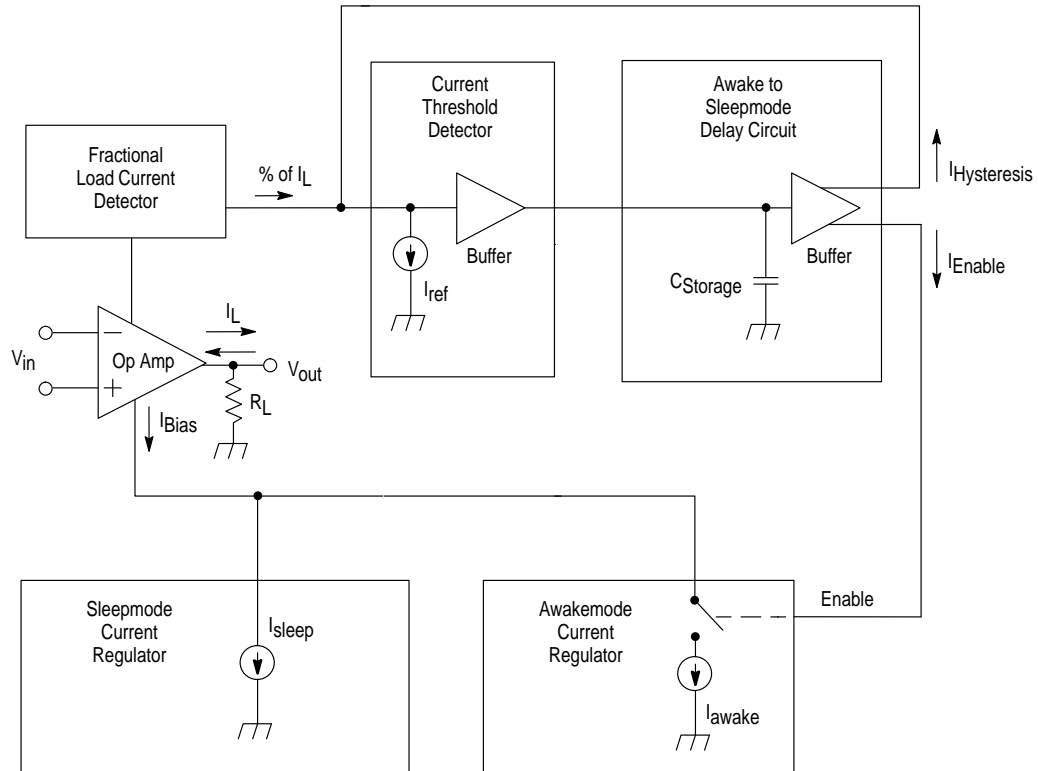 Current
Threshold
Detector
Awake to
Sleepmode
Delay Circuit
Fractional
Load Current
Detector
% of IL
IHysteresis
Buffer
Buffer
IEnable
CStorage
Iref
IL
Vin
Op Amp
Vout
RL
IBias
Sleepmode
Current
Regulator
Isleep
Awakemode
Current
Regulator
Enable
Iawake